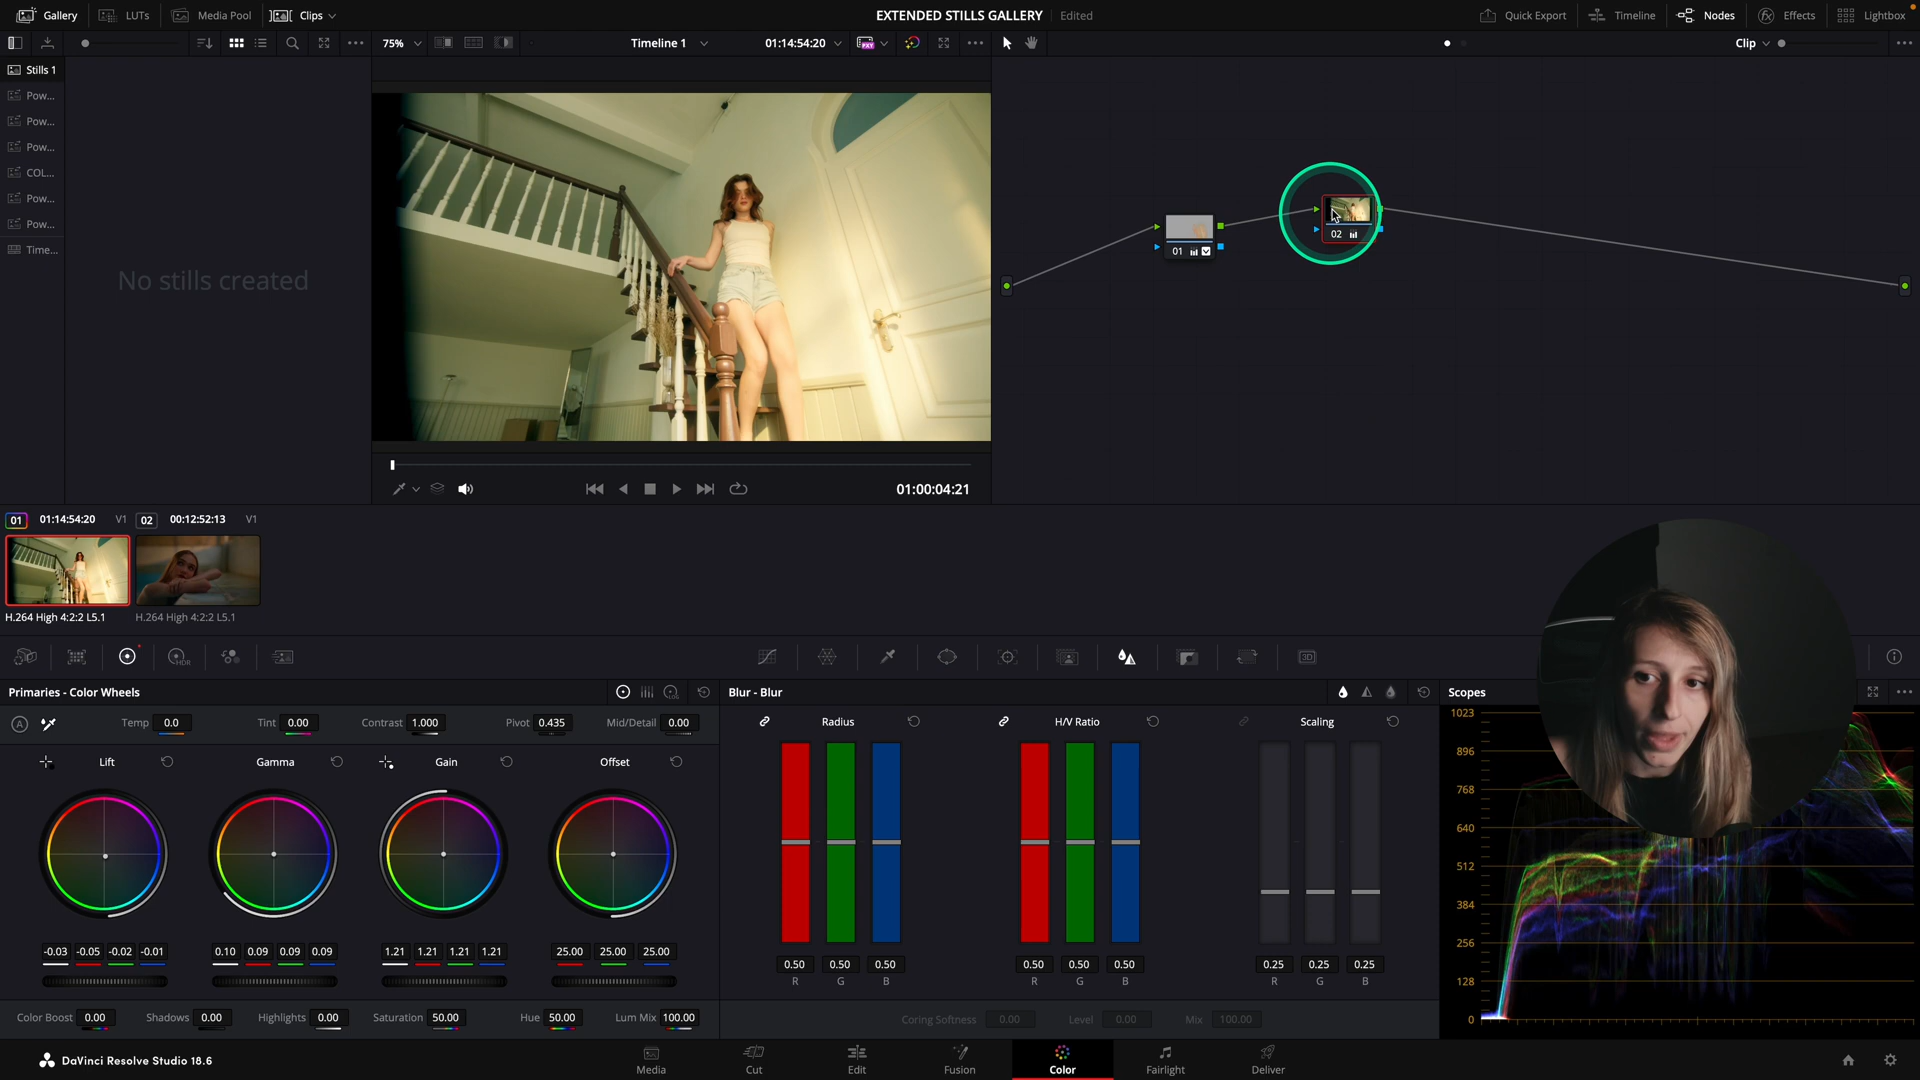 Gallery LUTs Media Pool Clips EXTENDED STILLS GALLERY Edited Quick Export Timeline Nodes Effects Lightbox
75% Timeline 1 01:14:54:20 Clip
Stills 1
Pow...
Pow...
Pow...
COL...
Pow...
Pow...
Time...
No stills created
01
02
01:00:04:21
01 01:14:54:20 V1 02 00:12:52:13 V1
H.264 High 4:2:2 L5.1 H.264 High 4:2:2 L5.1
HDR
3D
Primaries - Color Wheels
A Temp 0.0 Tint 0.00 Contrast 1.000 Pivot 0.435 Mid/Detail 0.00
Lift Gamma Gain Offset
-0.03 -0.05 -0.02 -0.01 0.10 0.09 0.09 0.09 1.21 1.21 1.21 1.21 25.00 25.00 25.00
Color Boost 0.00 Shadows 0.00 Highlights 0.00 Saturation 50.00 Hue 50.00 Lum Mix 100.00
Blur - Blur
Radius H/V Ratio Scaling
0.50 0.50 0.50 0.50 0.50 0.50 0.25 0.25 0.25
R G B R G B R G B
Coring Softness 0.00 Level 0.00 Mix 100.00
Scopes
1023
896
768
640
512
384
256
128
0
DaVinci Resolve Studio 18.6
Media Cut Edit Fusion Color Fairlight Deliver